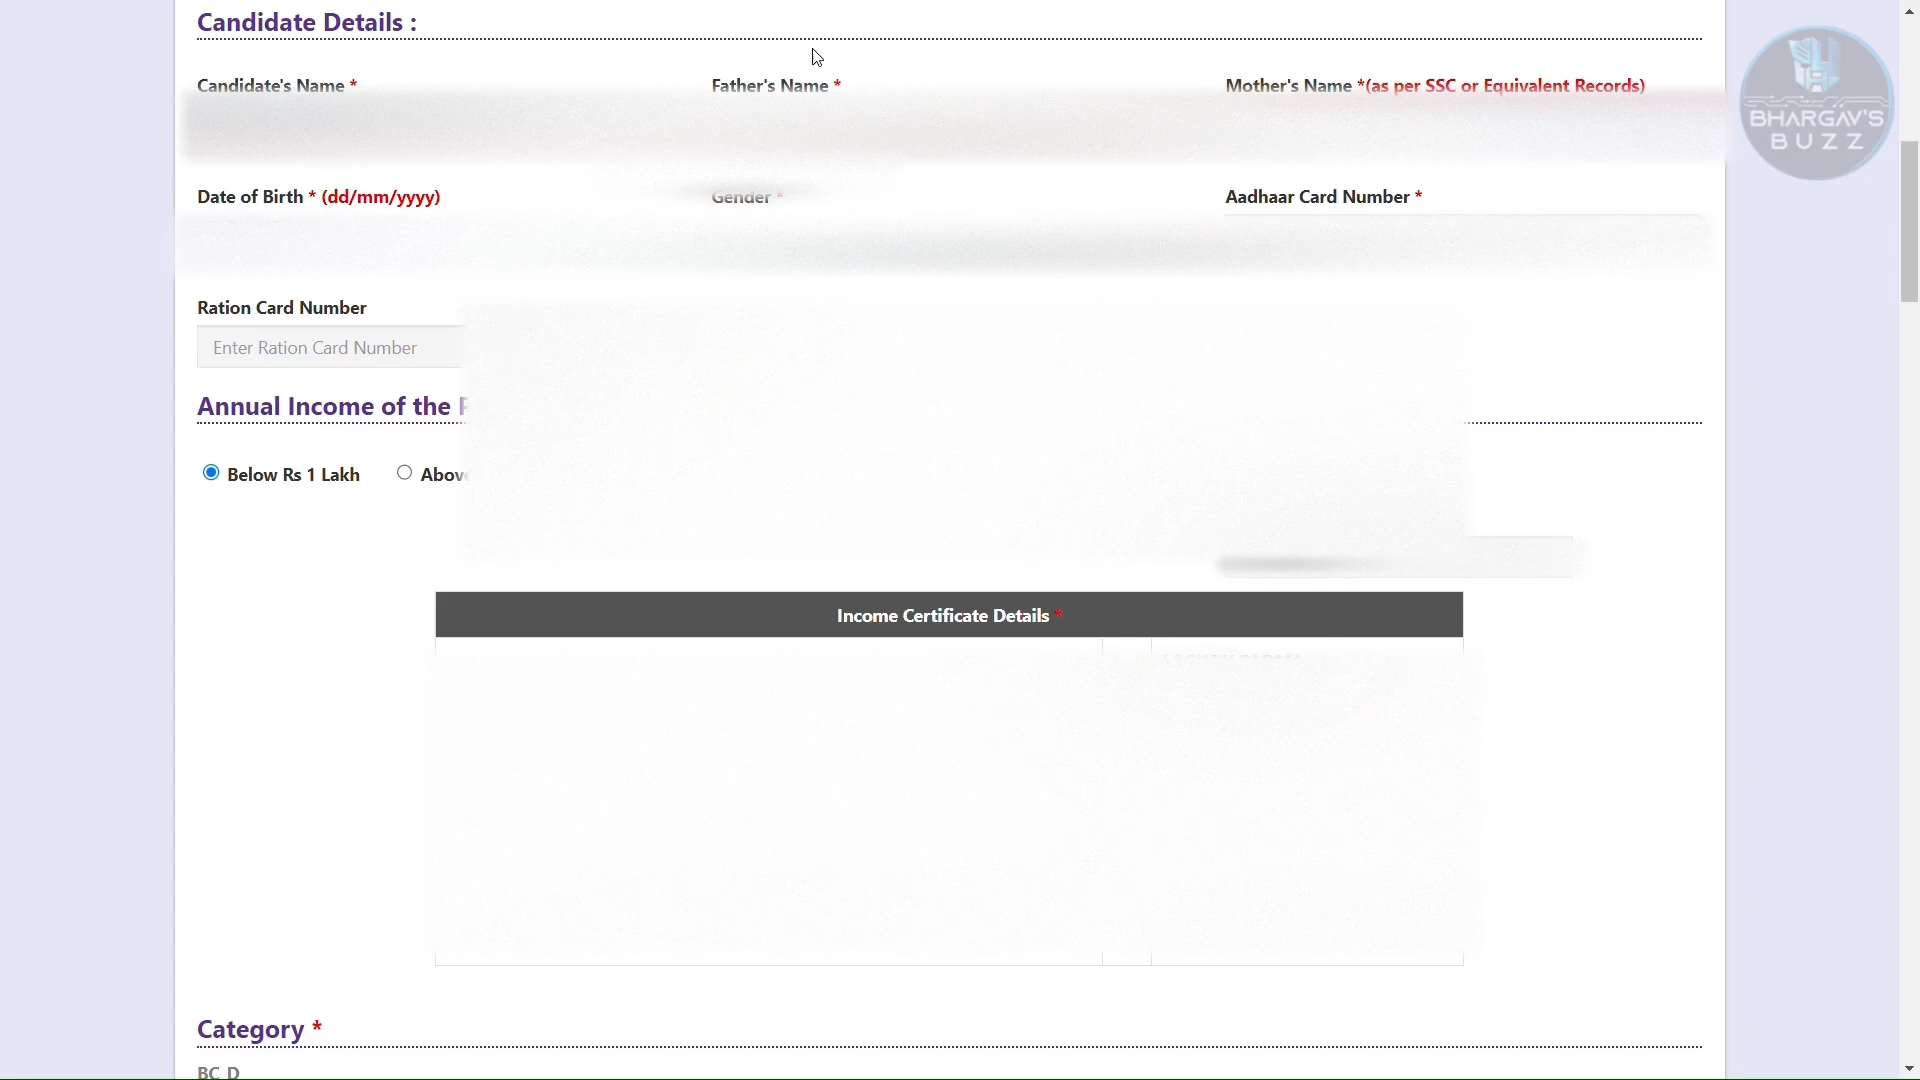 Candidate Details :
Candidate's Name * Father's Name * Mother's Name *(as per SSC or Equivalent Records)
BHARGAV'S
BUZZ
Date of Birth * (dd/mm/yyyy) Gender * Aadhaar Card Number *
Ration Card Number
Enter Ration Card Number
Annual Income of the
Below Rs 1 Lakh
Income Certificate Details *
Category *
BC_D